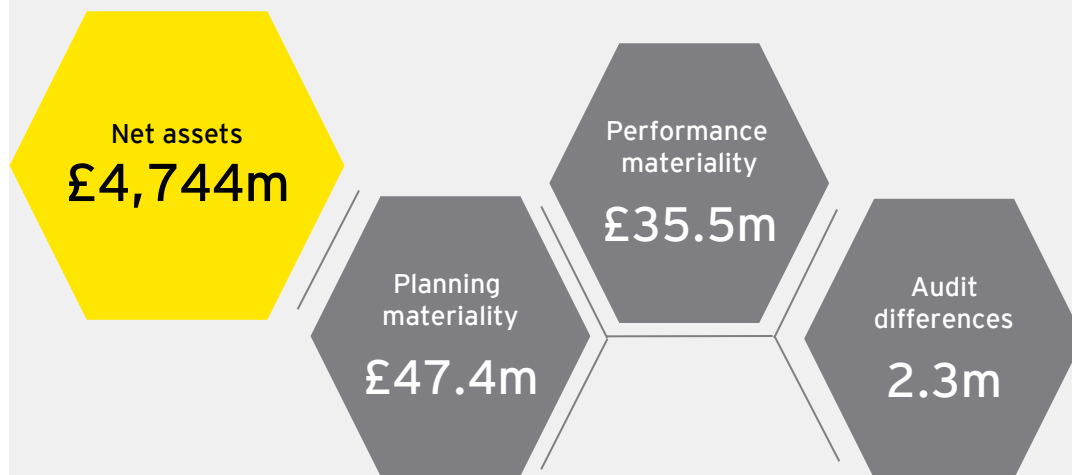 Net assets
£4,744m
Planning
materiality
£47.4m
Performance
materiality
£35.5m
Audit
differences
2.3m